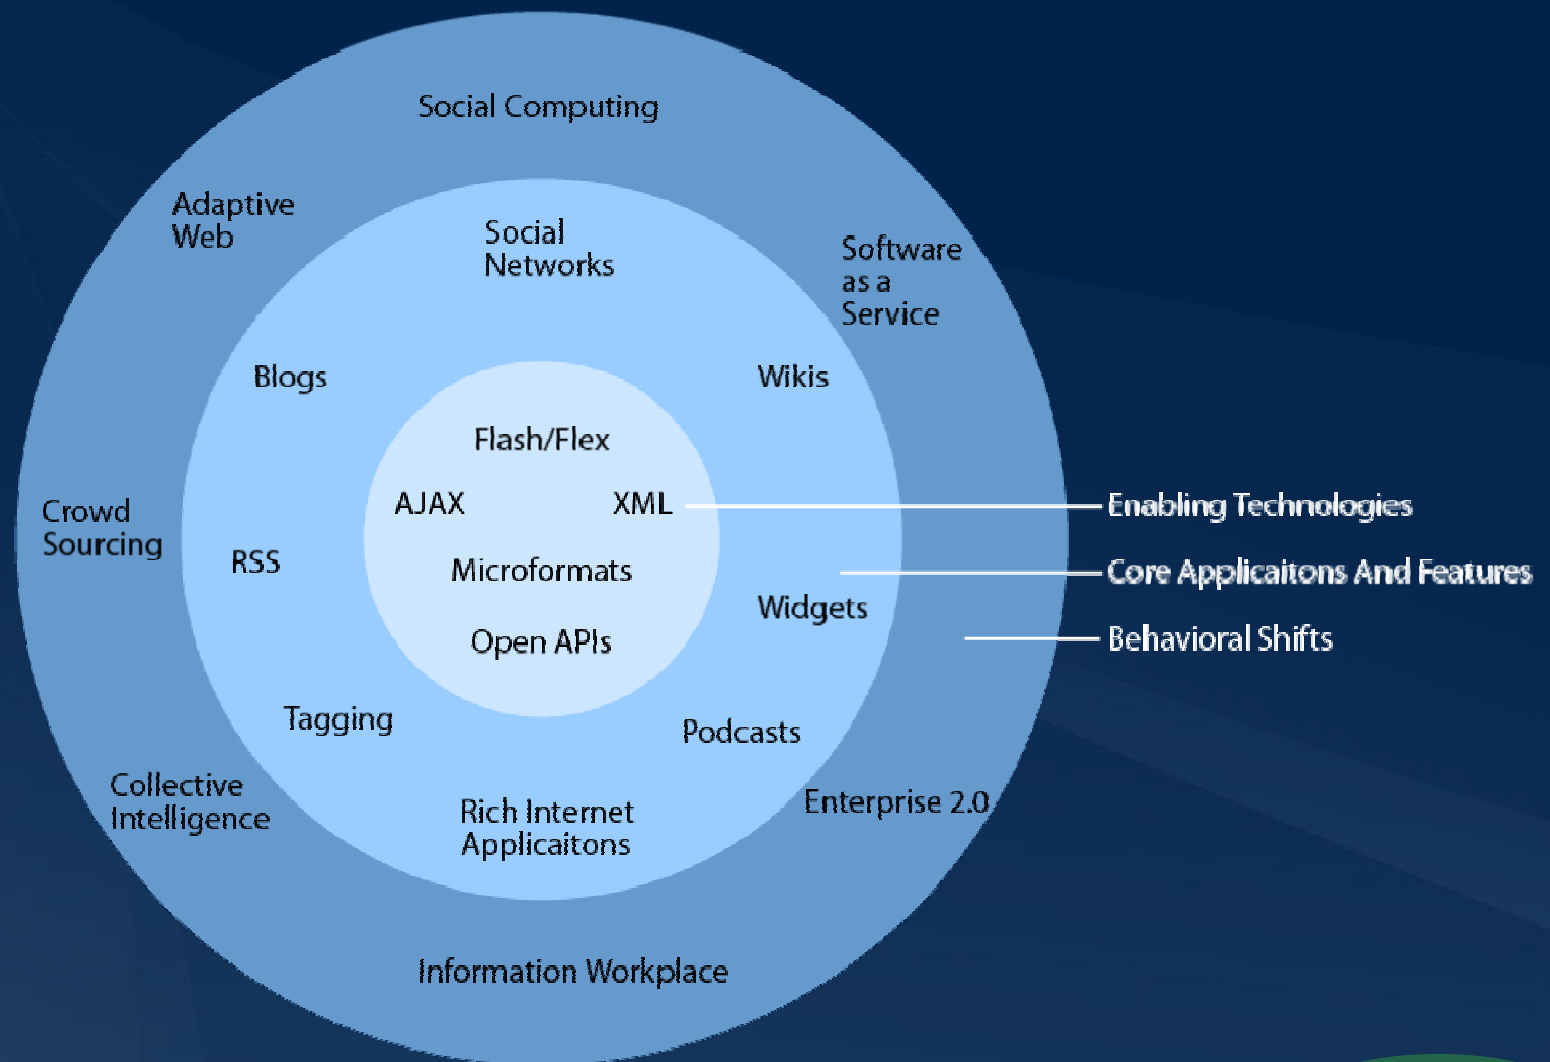 Social Computing
Adaptive
Web
Social
Networks
Software
as a
Service
Blogs
Wikis
Flash/Flex
AJAX
XML
Enabling Technologies
Crowd
Sourcing
RSS
Microformats
Core Applicaitons And Features
Widgets
Open APIs
Behavioral Shifts
Tagging
Podcasts
Collective
Intelligence
Rich Internet
Applicaitons
Enterprise 2.0
Information Workplace